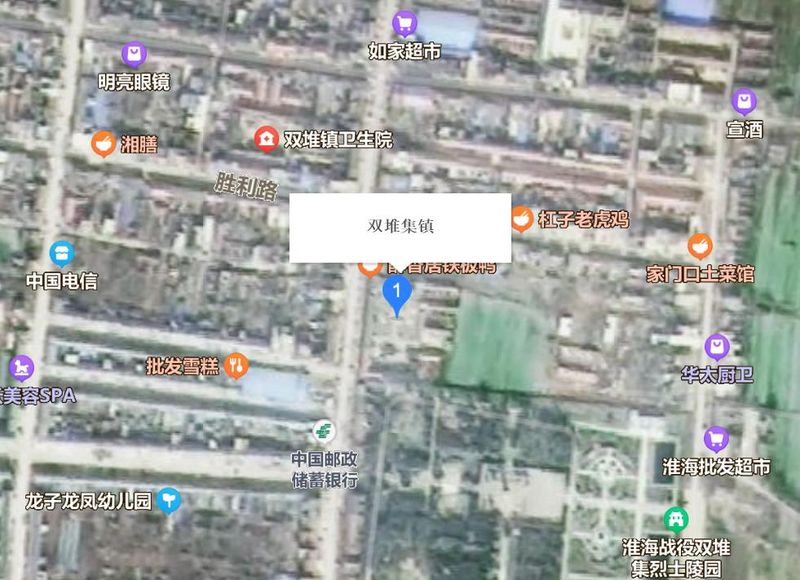 如家超市
明亮眼镜
宣酒
双堆镇卫生院
湘膳
胜利路
双堆集镇
杠子老虎鸡
居铁板鸭
家门口土菜馆
中国电信
1
批发雪糕
华太厨卫
美容SPA
中国邮政
储蓄银行
淮海批发超市
龙子龙凤幼儿园
淮海战役双堆
集烈士陵园